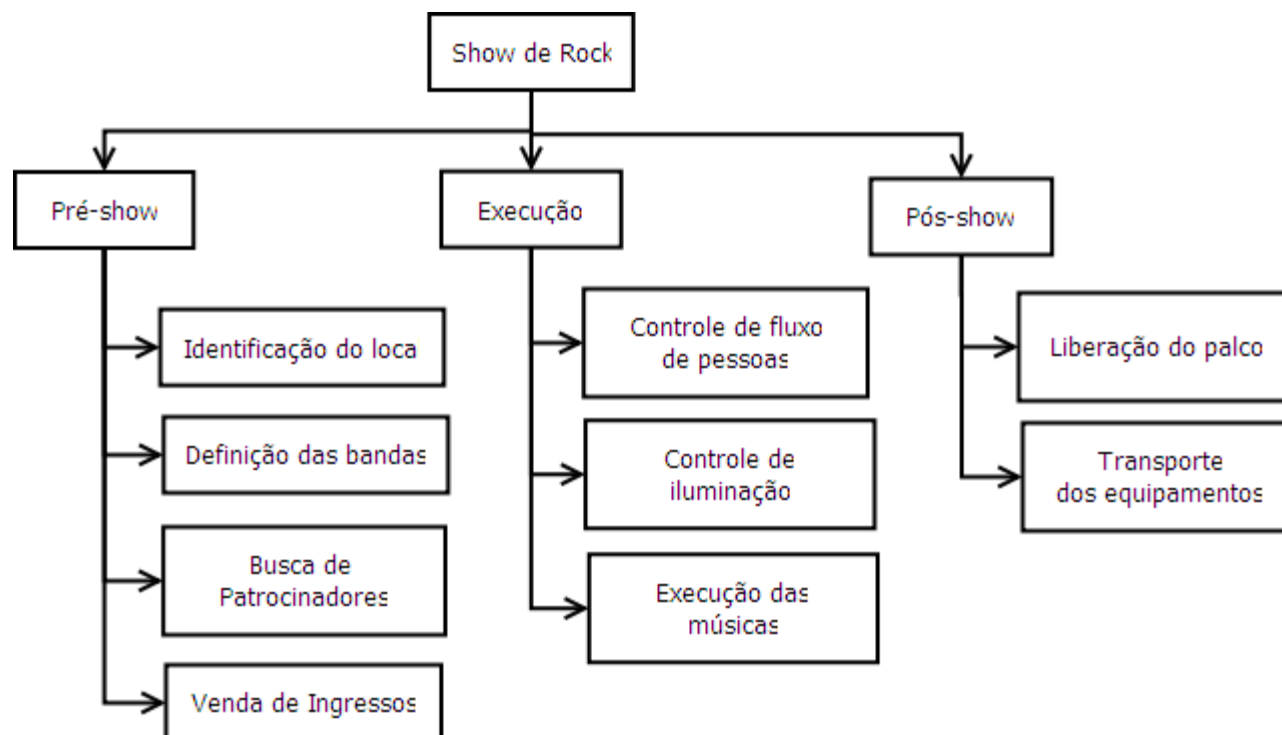 Show de Rock
Pré-show
Execução
Pós-show
Identificação do loca
Definição das bandas
Busca de
Patrocinadores
Venda de Ingressos
Controle de fluxo
de pessoas
Controle de
iluminação
Execução das
músicas
Liberação do palco
Transporte
dos equipamentos